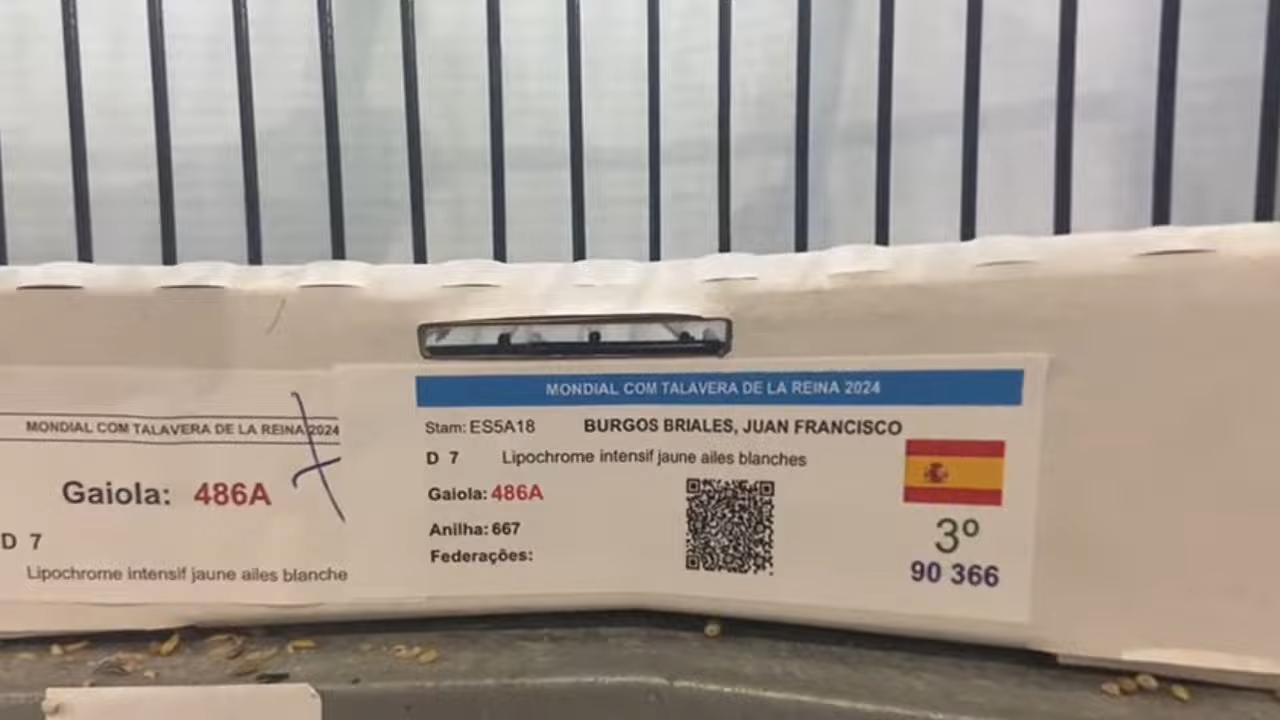 MONDIAL COM TALAVERA DE LA REINA 2024
Gaiola: 486A
D 7
Lipochrome intensif jaune ailes blanche
MONDIAL COM TALAVERA DE LA REINA 2024
Stam: ES5A18 BURGOS BRIALES, JUAN FRANCISCO
D 7 Lipochrome intensif jaune ailes blanches
Gaiola: 486A
Anilha: 667
Federações:
3º
90 366